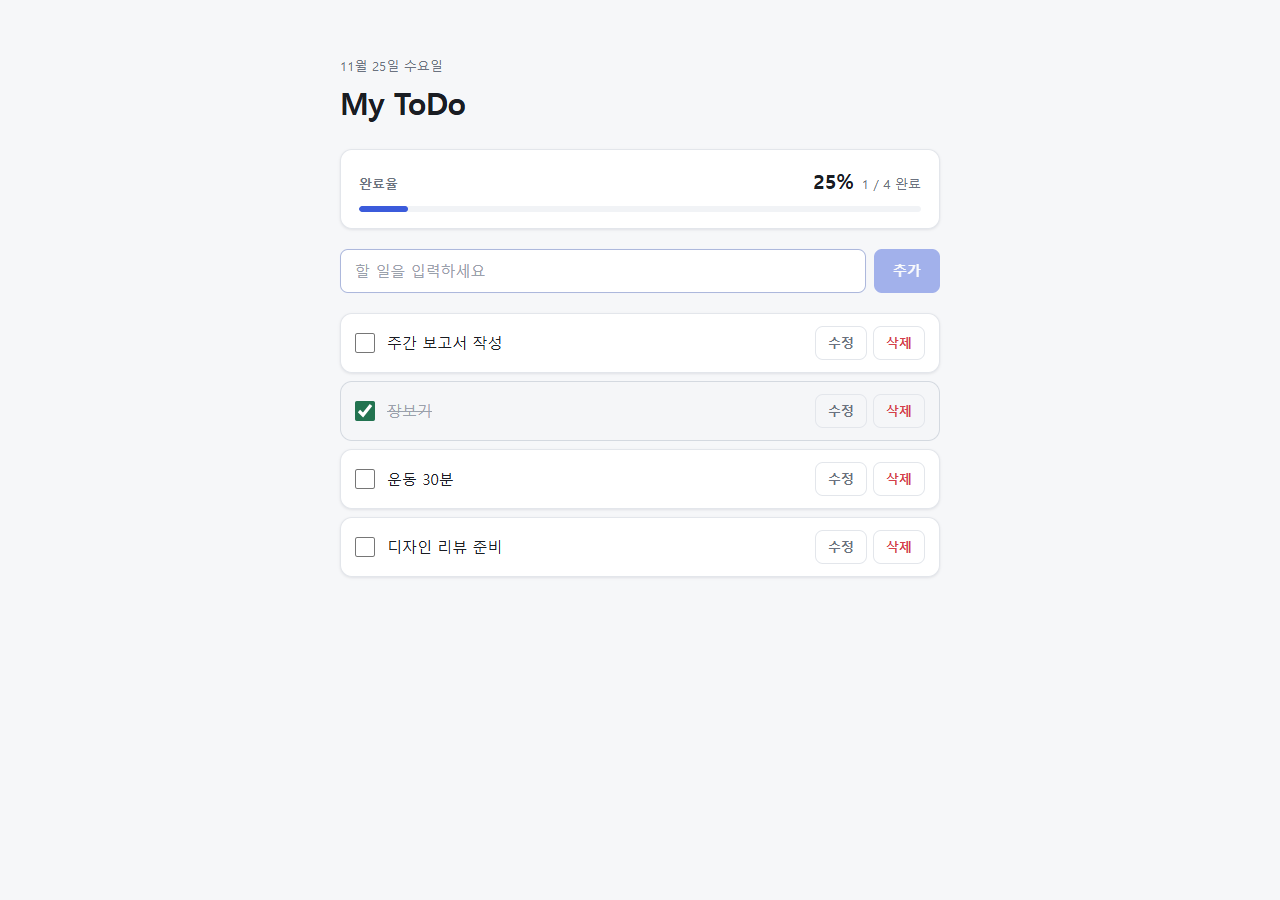 11월 25일 수요일
My ToDo
완료율 25% 1 / 4 완료
할 일을 입력하세요 추가
주간 보고서 작성 수정 삭제
장보기 수정 삭제
운동 30분 수정 삭제
디자인 리뷰 준비 수정 삭제